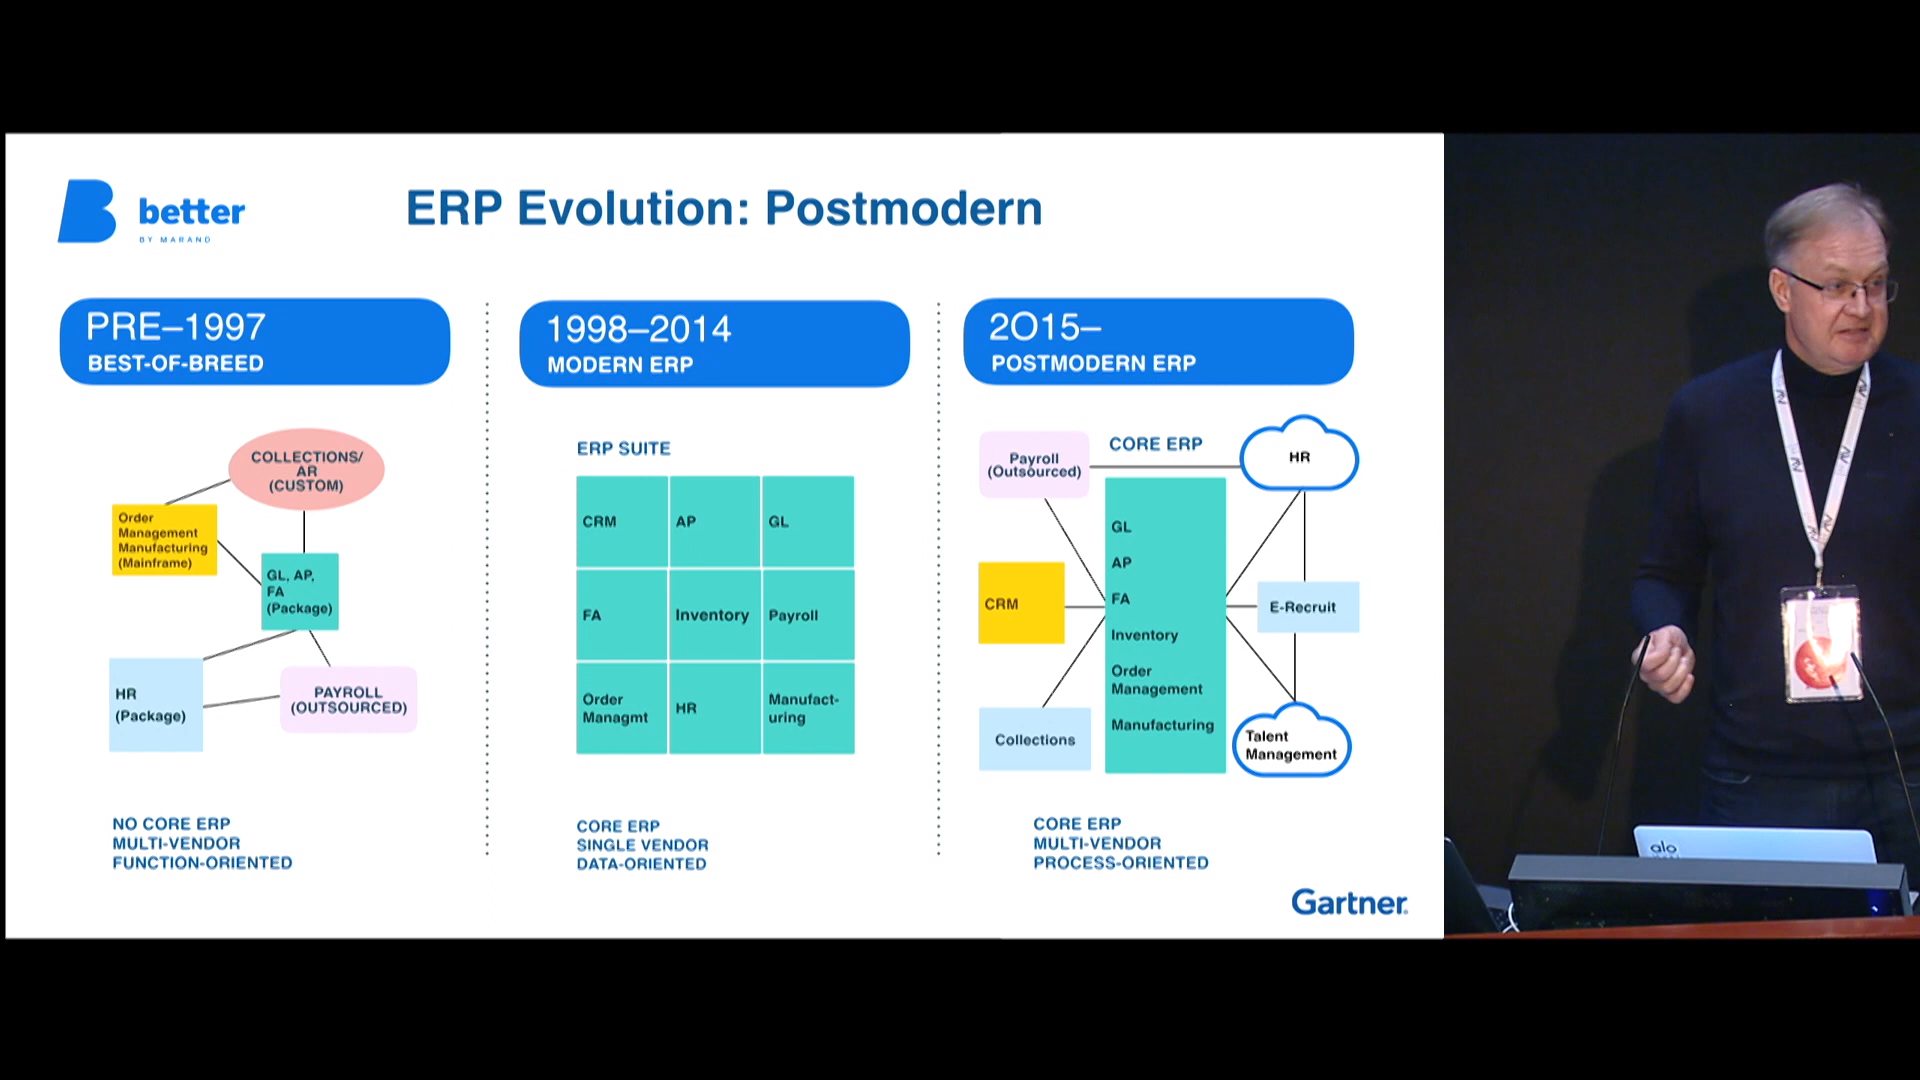 better
BY MARAND
ERP Evolution: Postmodern
PRE–1997
BEST-OF-BREED
COLLECTIONS/
AR
(CUSTOM)
Order
Management
Manufacturing
(Mainframe)
GL, AP,
FA
(Package)
HR
(Package)
PAYROLL
(OUTSOURCED)
NO CORE ERP
MULTI-VENDOR
FUNCTION-ORIENTED
1998–2014
MODERN ERP
ERP SUITE
CRM
AP
GL
FA
Inventory
Payroll
Order
Managmt
HR
Manufact-
uring
CORE ERP
SINGLE VENDOR
DATA-ORIENTED
2015–
POSTMODERN ERP
Payroll
(Outsourced)
CORE ERP
HR
GL
AP
FA
Inventory
Order
Management
Manufacturing
CRM
E-Recruit
Collections
Talent
Management
CORE ERP
MULTI-VENDOR
PROCESS-ORIENTED
Gartner
alo